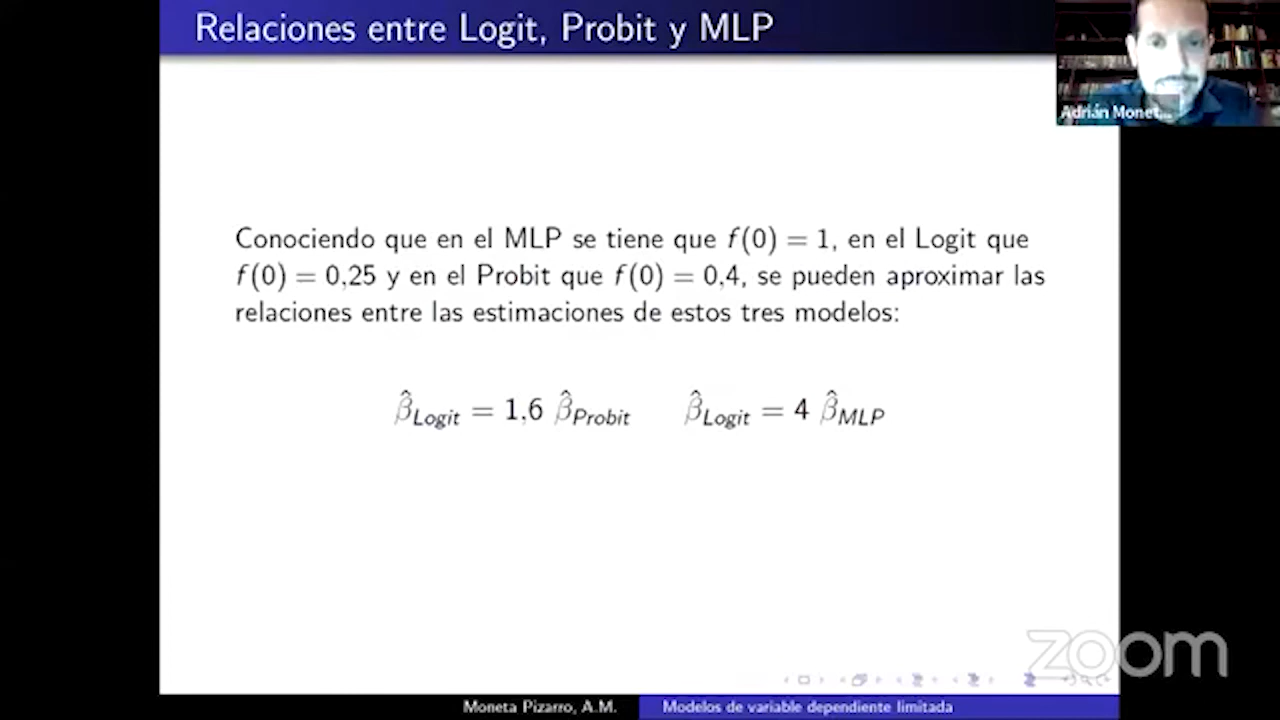 Relaciones entre Logit, Probit y MLP
Adrián Monet...
Conociendo que en el MLP se tiene que f(0) = 1, en el Logit que
f(0) = 0,25 y en el Probit que f(0) = 0,4, se pueden aproximar las
relaciones entre las estimaciones de estos tres modelos:
β̂Logit = 1,6 β̂Probit β̂Logit = 4 β̂MLP
zoom
Moneta Pizarro, A.M. Modelos de variable dependiente limitada